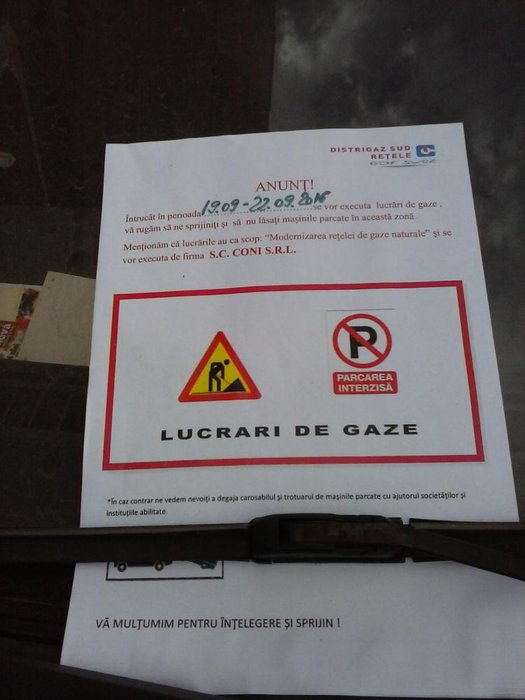 DISTRIGAZ SUD
REȚELE
GDF SUEZ
ANUNȚ!
Întrucât în perioada 19.09 - 22.09.2016 se vor executa lucrări de gaze ,
vă rugăm să ne sprijiniți și să nu lăsați mașinile parcate în această zonă.
Menționăm că lucrările au ca scop: "Modernizarea rețelei de gaze naturale" și se
vor executa de firma S.C. CONI S.R.L.
P
PARCAREA
INTERZISĂ
LUCRARI DE GAZE
*În caz contrar ne vedem nevoiți a degaja carosabilul și trotuarul de mașinile parcate cu ajutorul societăților și
instituțiile abilitate.
VĂ MULȚUMIM PENTRU ÎNȚELEGERE ȘI SPRIJIN !